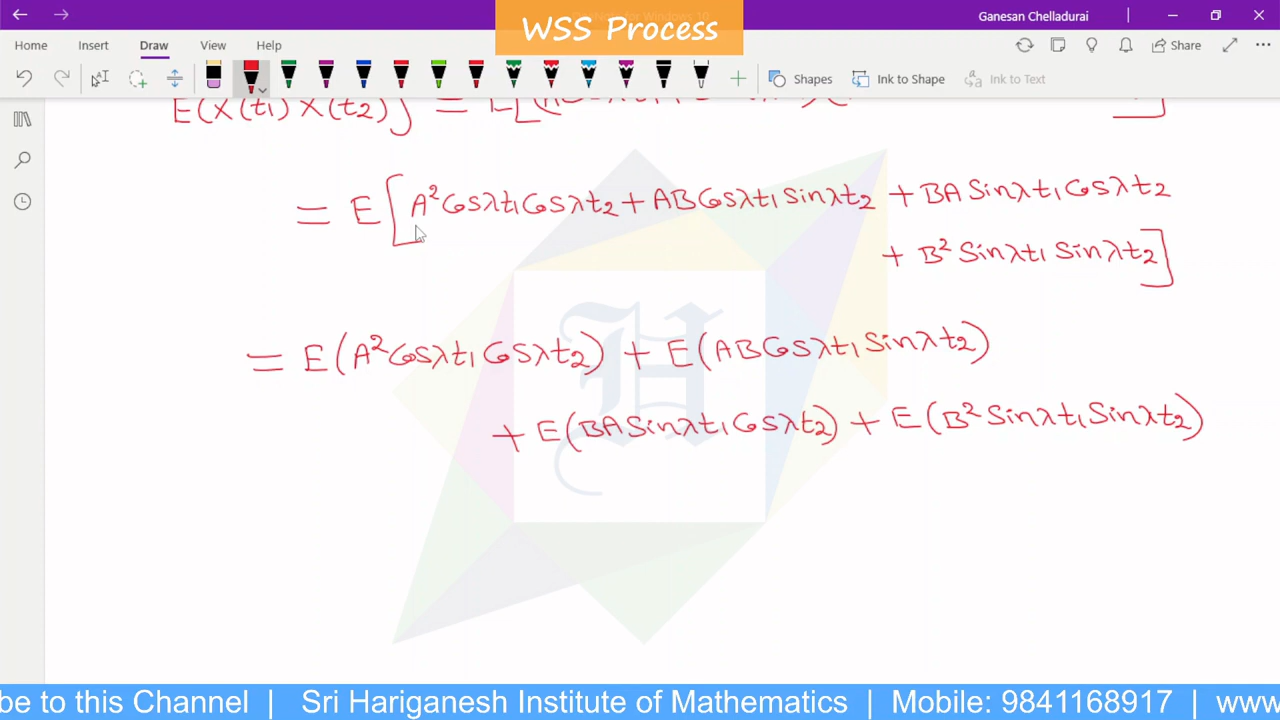 WSS Process
Ganesan Chelladurai
Home Insert Draw View Help
Share
Shapes Ink to Shape Ink to Text
E(X(t1) X(t2)] =
= E[A²Cosλt1Cosλt2 + ABCosλt1Sinλt2 + BASinλt1Cosλt2
+ B²Sinλt1Sinλt2]
= E(A²Cosλt1Cosλt2) + E(ABCosλt1Sinλt2)
+ E(BASinλt1Cosλt2) + E(B²Sinλt1Sinλt2)
be to this Channel | Sri Hariganesh Institute of Mathematics | Mobile: 9841168917 | www